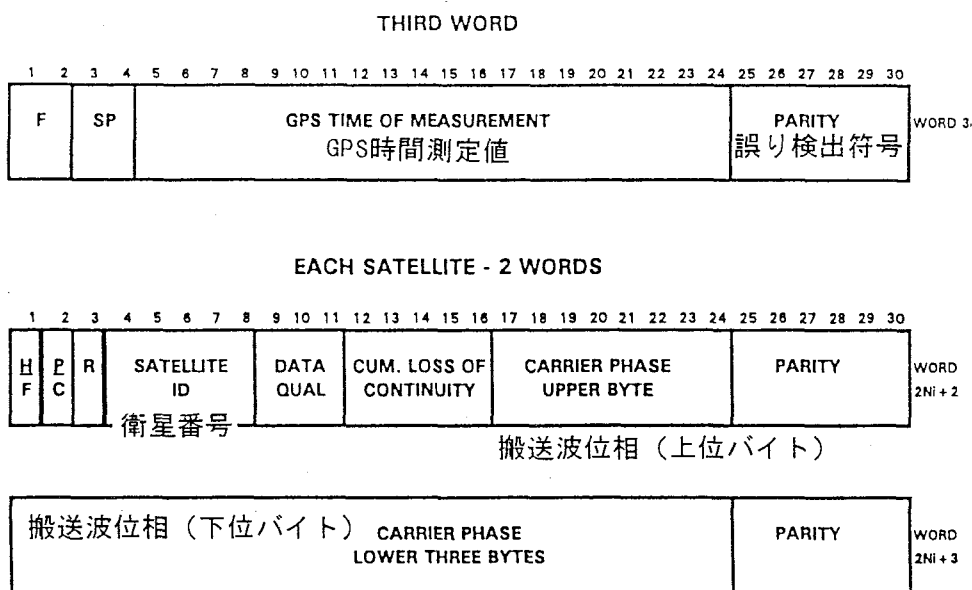 THIRD WORD
1 2 3 4 5 6 7 8 9 10 11 12 13 14 15 16 17 18 19 20 21 22 23 24 25 26 27 28 29 30
F SP GPS TIME OF MEASUREMENT PARITY WORD 3.
GPS時間測定値 誤り検出符号
EACH SATELLITE - 2 WORDS
1 2 3 4 5 6 7 8 9 10 11 12 13 14 15 16 17 18 19 20 21 22 23 24 25 26 27 28 29 30
H P R SATELLITE DATA CUM. LOSS OF CARRIER PHASE PARITY WORD
F C ID QUAL CONTINUITY UPPER BYTE 2Ni + 2
衛星番号
搬送波位相（上位バイト）
搬送波位相（下位バイト） CARRIER PHASE PARITY WORD
LOWER THREE BYTES 2Ni + 3